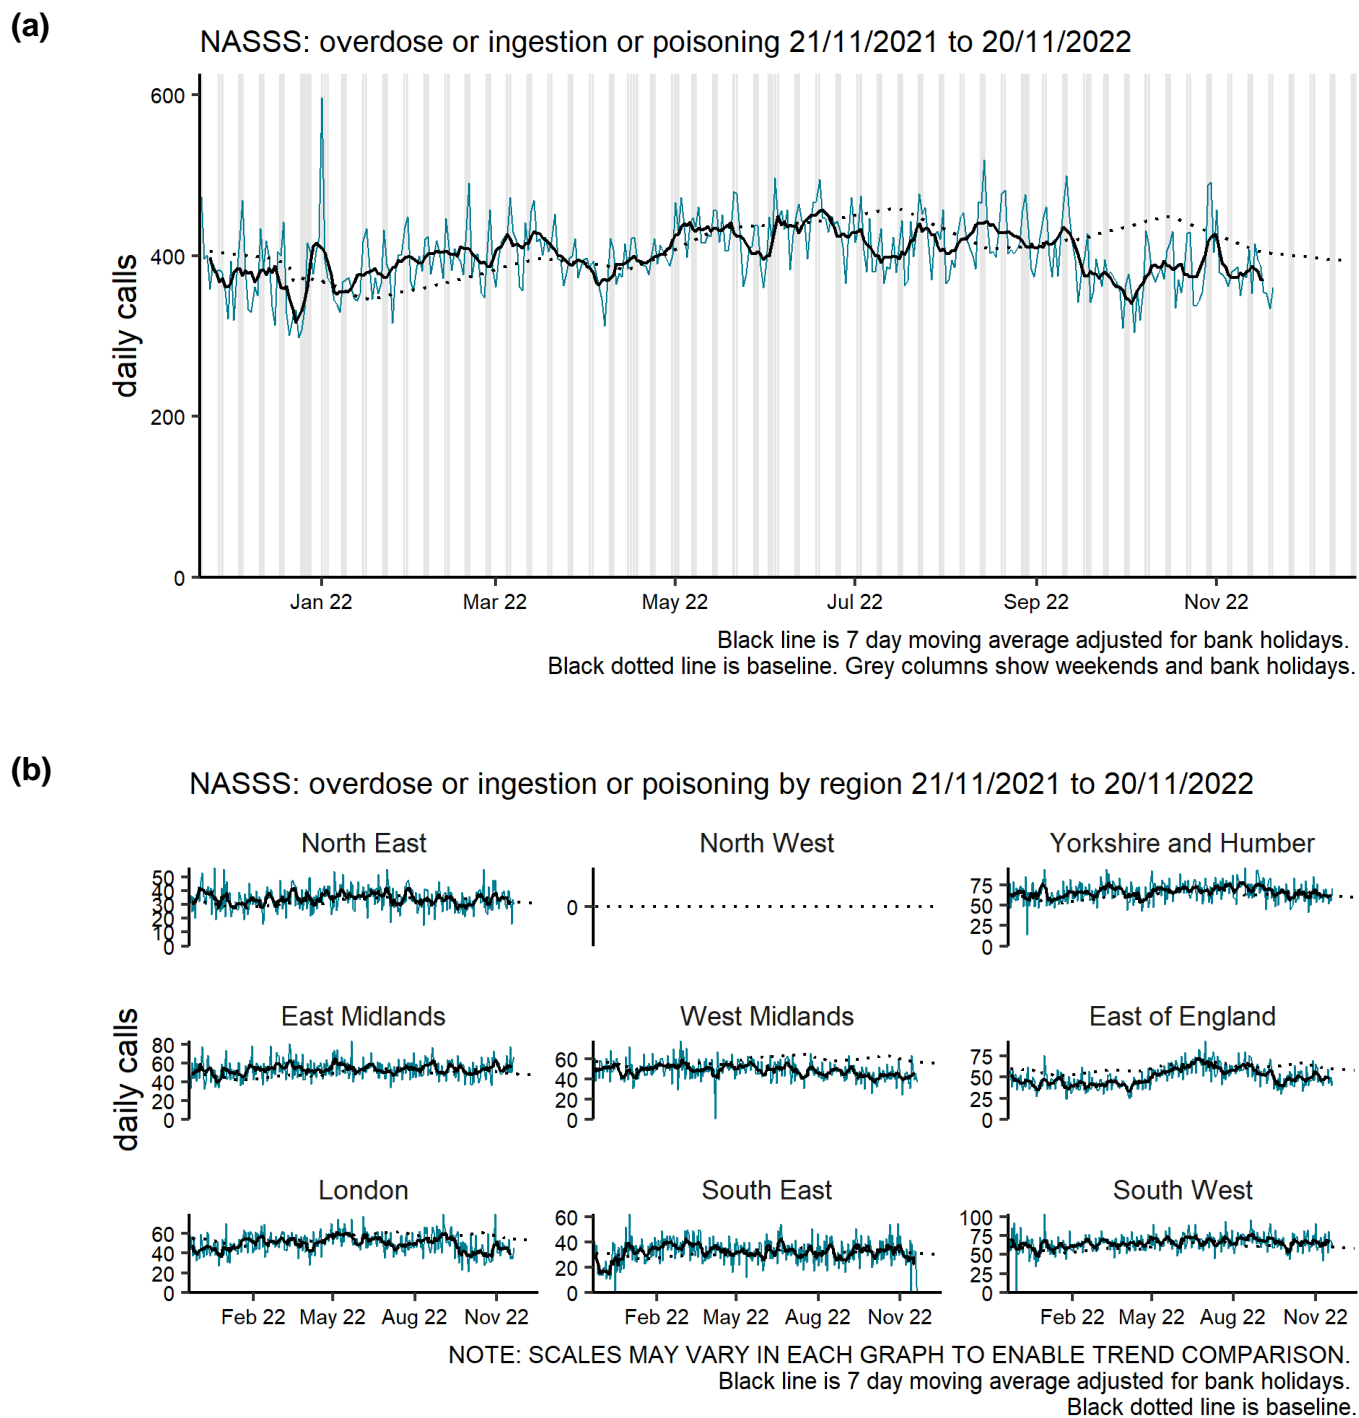 (a)
NASSS: overdose or ingestion or poisoning 21/11/2021 to 20/11/2022
daily calls
600
400
200
0
Jan 22 Mar 22 May 22 Jul 22 Sep 22 Nov 22
Black line is 7 day moving average adjusted for bank holidays.
Black dotted line is baseline. Grey columns show weekends and bank holidays.
(b)
NASSS: overdose or ingestion or poisoning by region 21/11/2021 to 20/11/2022
daily calls
North East
50
40
30
20
10
0
North West
0
Yorkshire and Humber
75
50
25
0
East Midlands
80
60
40
20
0
West Midlands
60
40
20
0
East of England
75
50
25
0
London
60
40
20
0
Feb 22 May 22 Aug 22 Nov 22
South East
60
40
20
0
Feb 22 May 22 Aug 22 Nov 22
South West
100
75
50
25
0
Feb 22 May 22 Aug 22 Nov 22
NOTE: SCALES MAY VARY IN EACH GRAPH TO ENABLE TREND COMPARISON.
Black line is 7 day moving average adjusted for bank holidays.
Black dotted line is baseline.